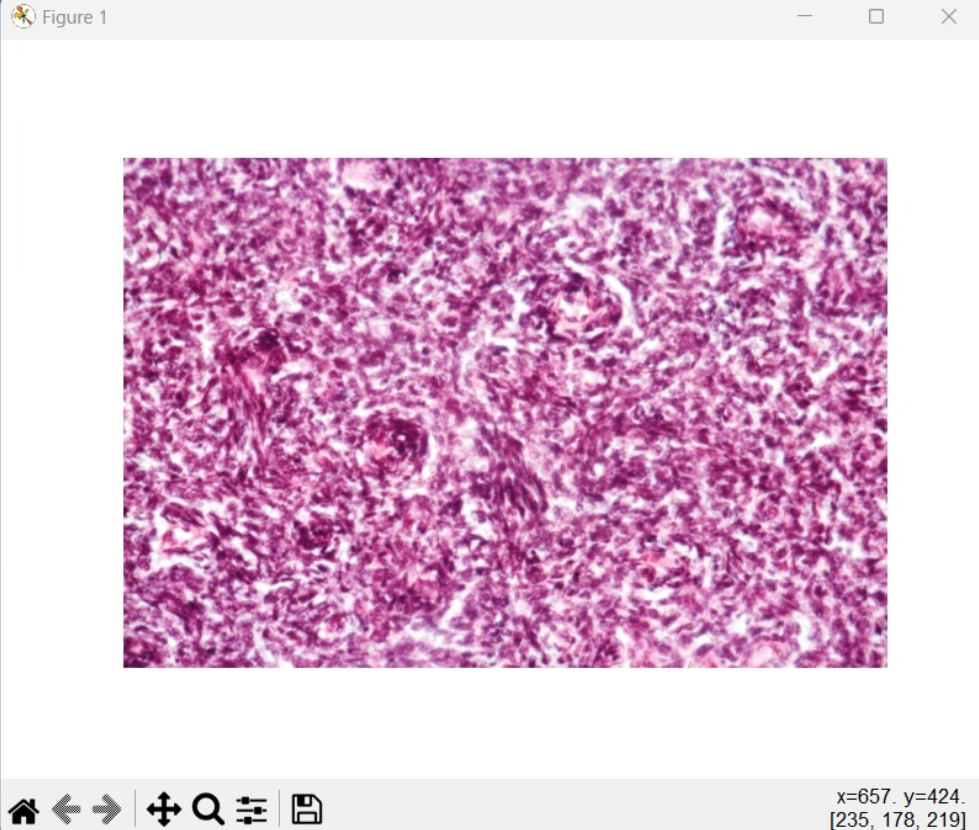 Figure 1
x=657. y=424.
[235, 178, 219]